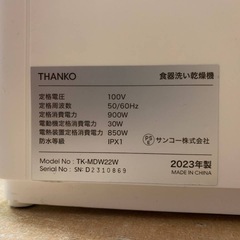 THANKO 食器洗い乾燥機
定格電圧 100V
定格周波数 50/60Hz
定格消費電力 900W
電動機定格消費電力 30W
電熱装置定格消費電力 850W
防水等級 IPX1
PS E サンコー株式会社
Model : TK-MDW22W
Serial No : SN: D2310869
2023年製
MADE IN CHINA